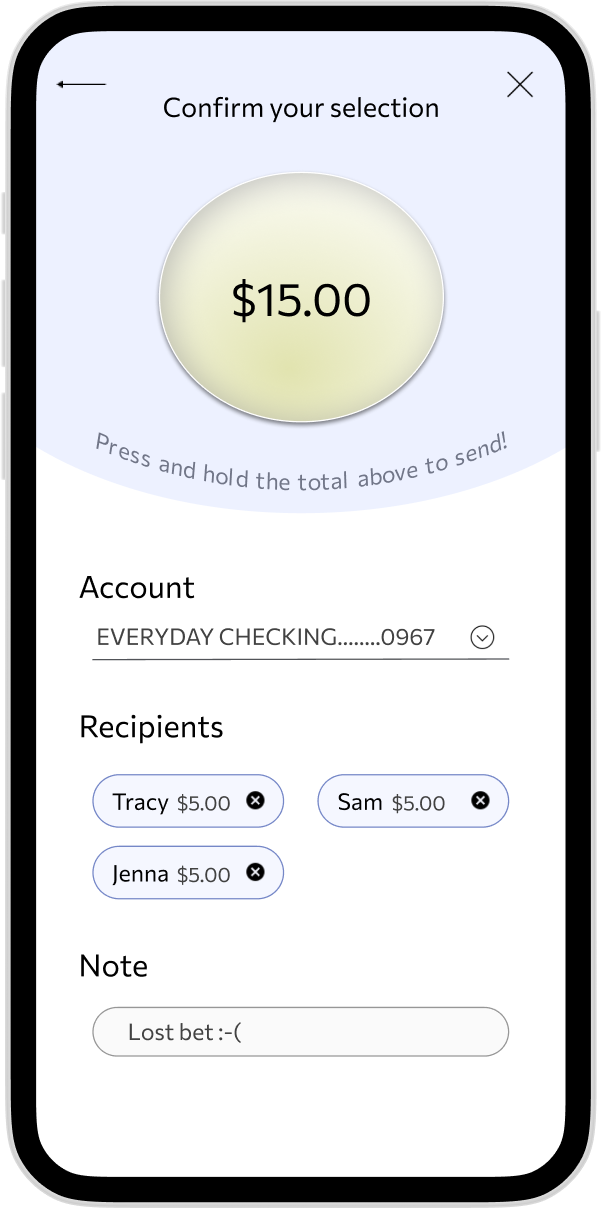 Confirm your selection
$15.00
Press and hold the total above to send!
Account
EVERYDAY CHECKING........0967
Recipients
Tracy $5.00 Sam $5.00
Jenna $5.00
Note
Lost bet :-(